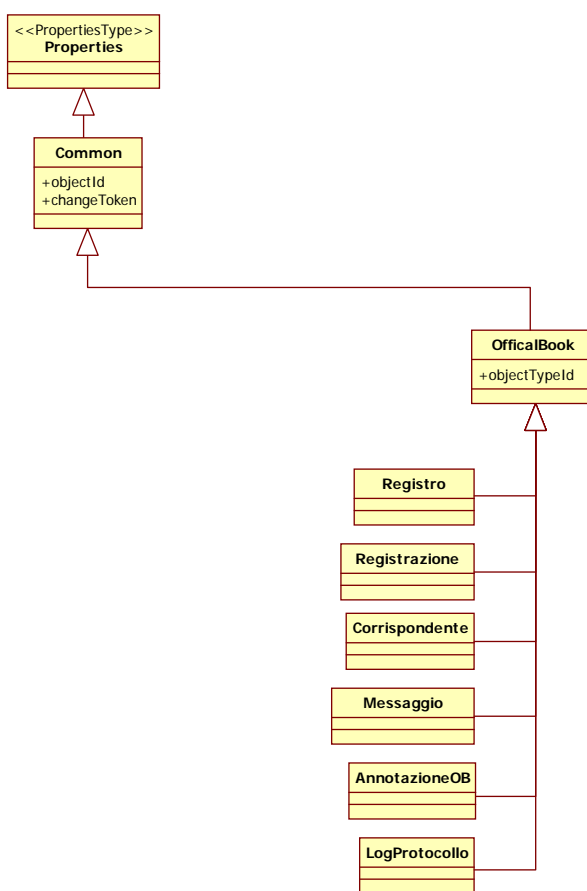 <<PropertiesType>>
Properties
Common
+objectId
+changeToken
OfficalBook
+objectTypeId
Registro
Registrazione
Corrispondente
Messaggio
AnnotazioneOB
LogProtocollo